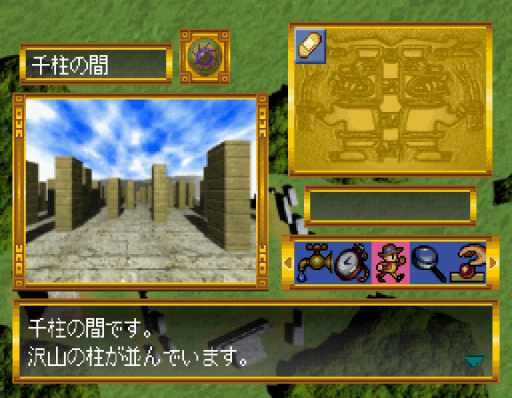 千柱の間
千柱の間です。
沢山の柱が並んでいます。